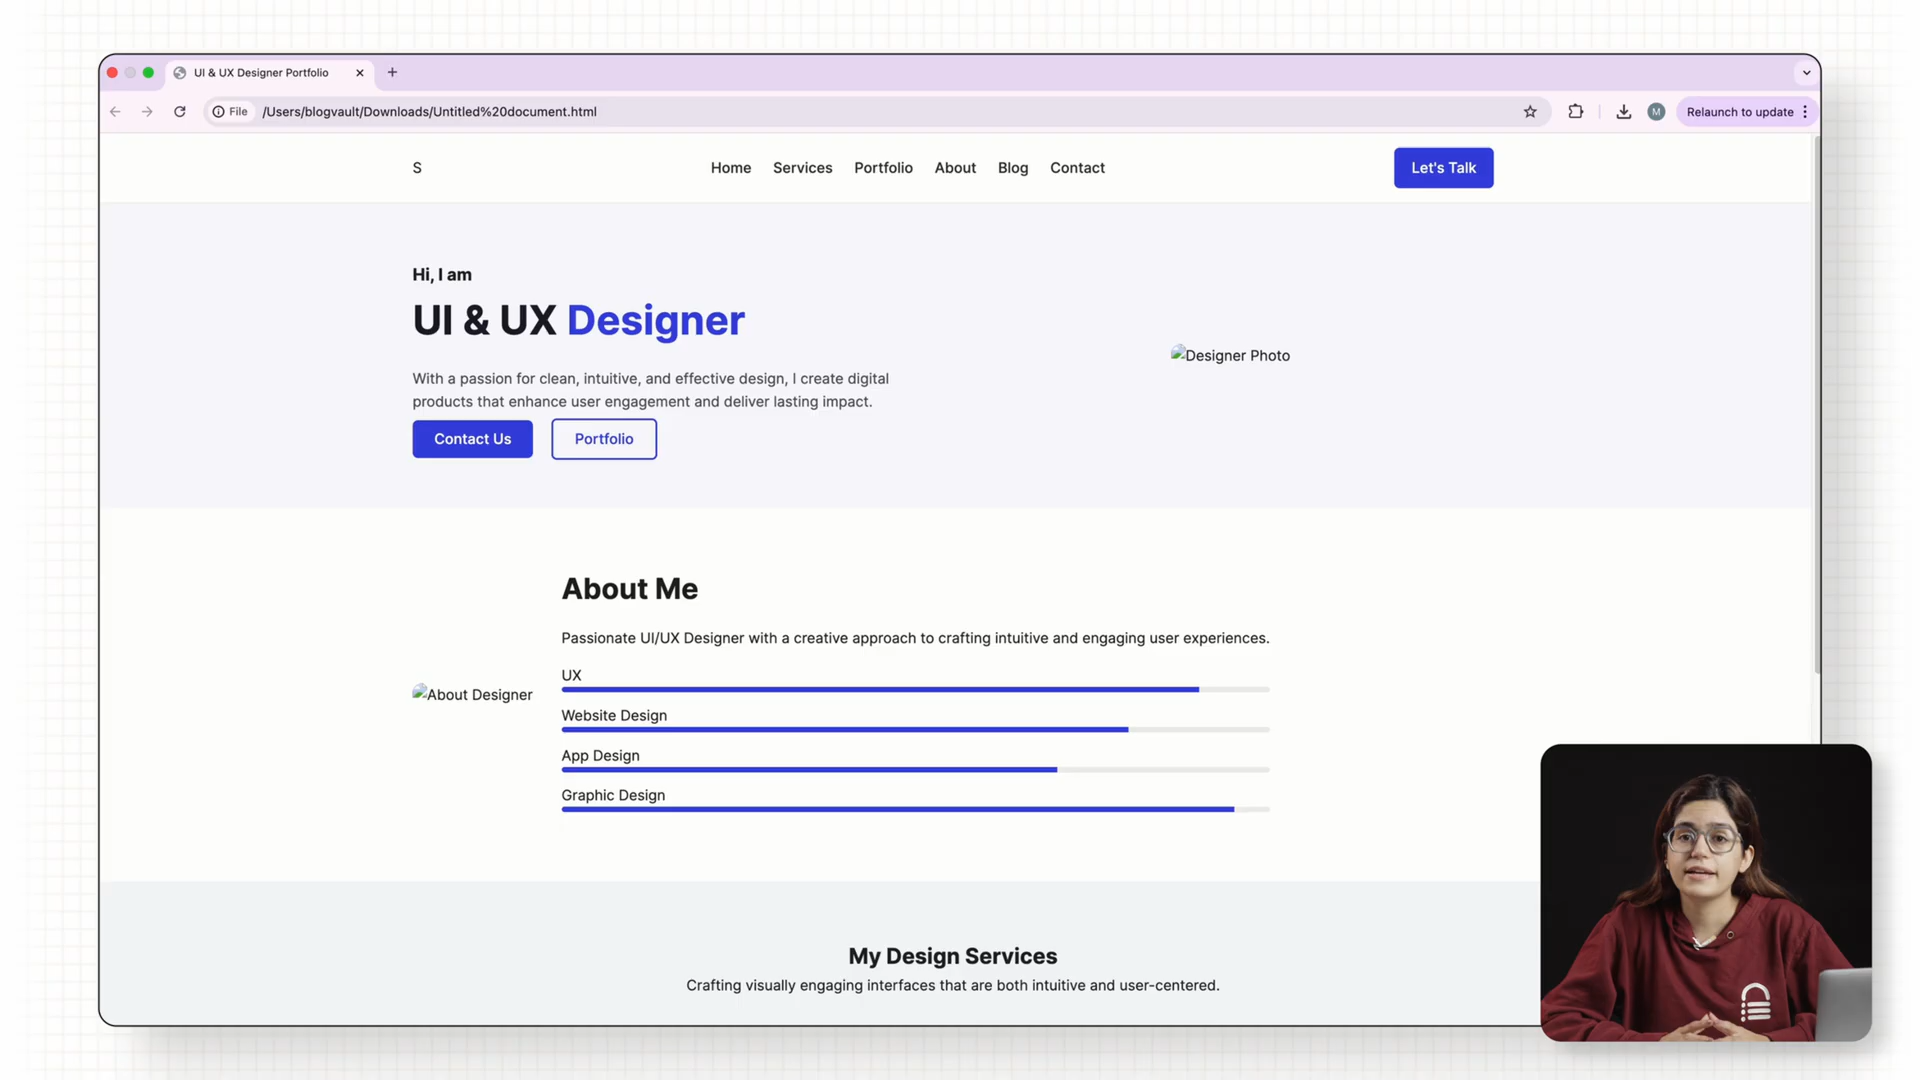 UI & UX Designer Portfolio
File
/Users/blogvault/Downloads/Untitled%20document.html
M
Relaunch to update
S
Home
Services
Portfolio
About
Blog
Contact
Let's Talk
Hi, I am
UI & UX Designer
With a passion for clean, intuitive, and effective design, I create digital
products that enhance user engagement and deliver lasting impact.
Contact Us
Portfolio
Designer Photo
About Me
Passionate UI/UX Designer with a creative approach to crafting intuitive and engaging user experiences.
About Designer
UX
Website Design
App Design
Graphic Design
My Design Services
Crafting visually engaging interfaces that are both intuitive and user-centered.